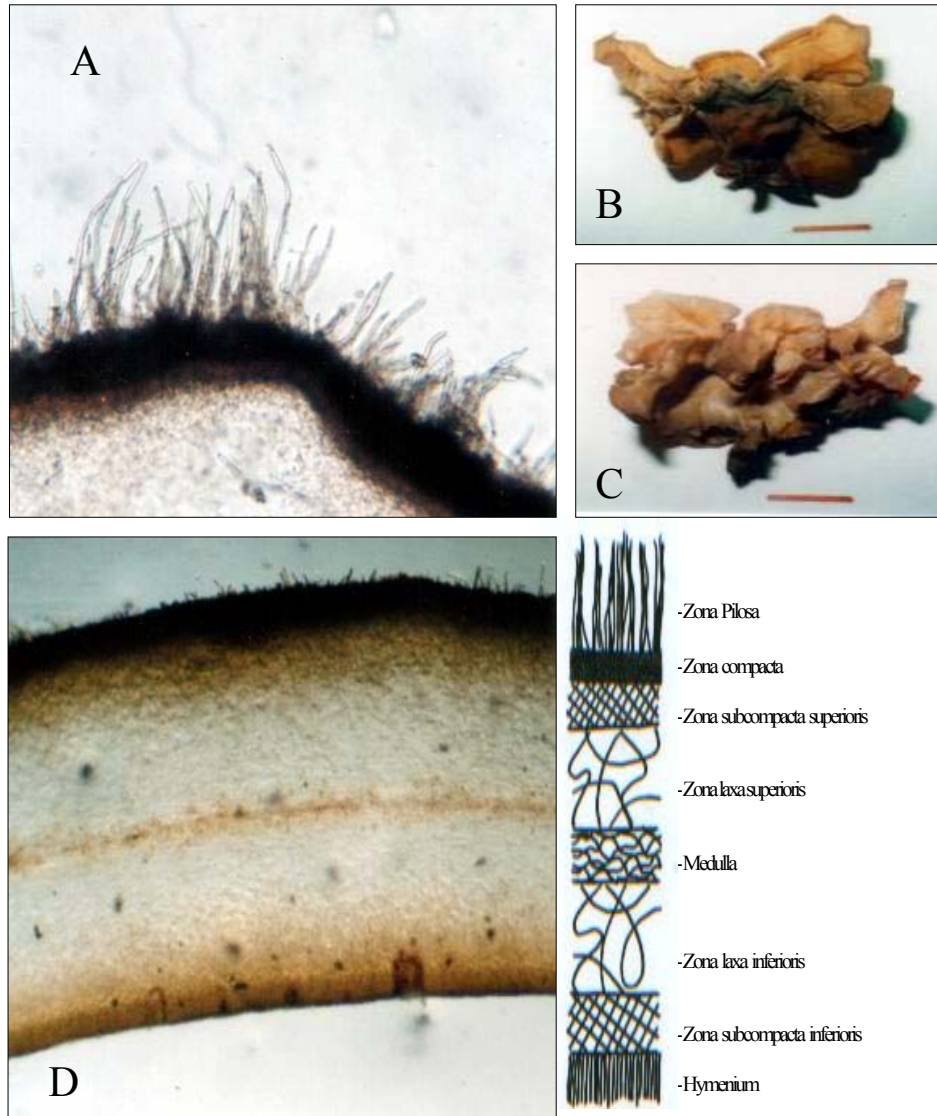 A
B
C
D
-Zona Pilosa
-Zona compacta
-Zona subcompacta superioris
-Zona laxa superioris
-Medulla
-Zona laxa inferioris
-Zona subcompacta inferioris
-Hymenium